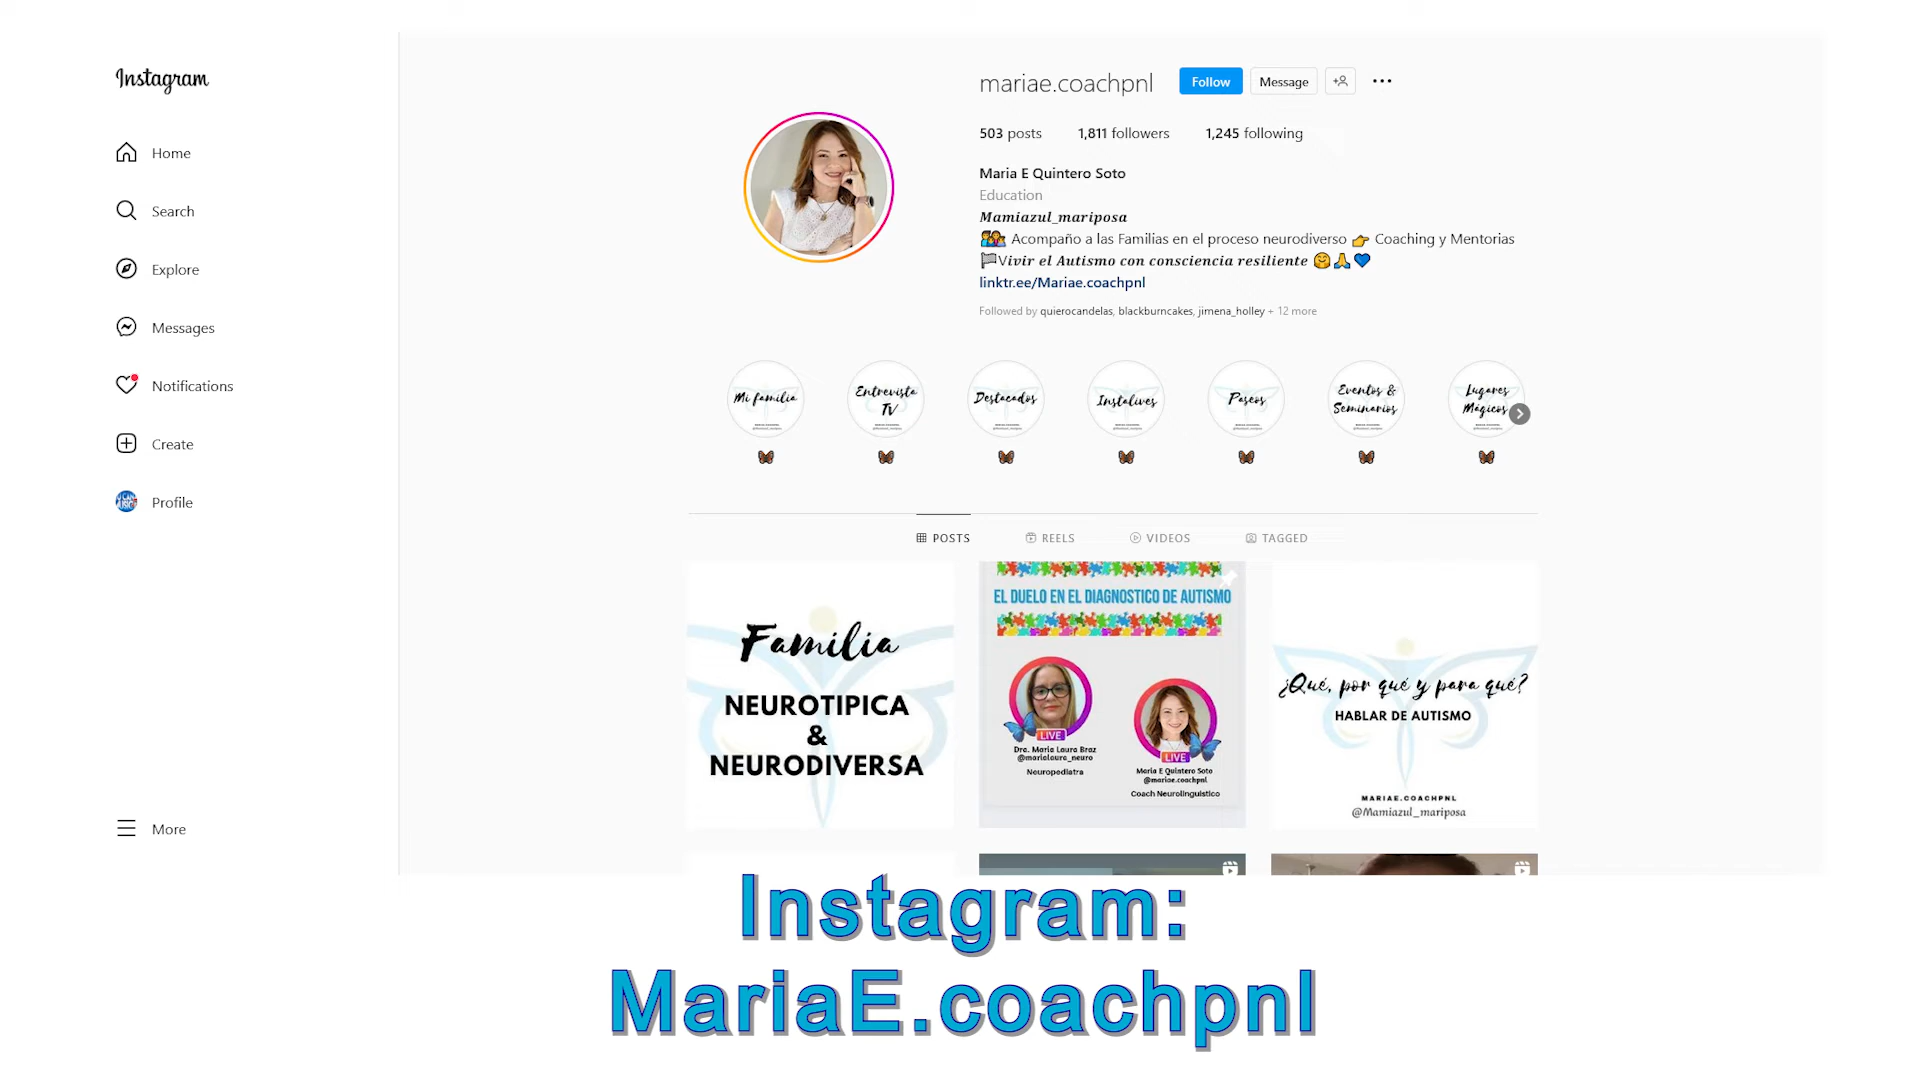 Instagram
Home
Search
Explore
Messages
Notifications
Create
Profile
More
mariae.coachpnl
Follow
Message
503 posts
1,811 followers
1,245 following
Maria E Quintero Soto
Education
Mamiazul_mariposa
Acompaño a las Familias en el proceso neurodiverso 👉 Coaching y Mentorias
Vivir el Autismo con consciencia resiliente
linktr.ee/Mariae.coachpnl
Followed by quierocandelas, blackburncakes, jimena_holley + 12 more
Mi familia
Entrevista
TV
Destacados
Instalives
Paseos
Eventos &
Seminarios
Lugares
Mágicos
POSTS
REELS
VIDEOS
TAGGED
Familia
NEUROTIPICA
&
NEURODIVERSA
EL DUELO EN EL DIAGNOSTICO DE AUTISMO
LIVE
Dra. Maria Laura Braz
@marialaura_neuro
Neuropediatra
LIVE
Maria E Quintero Soto
@mariae.coachpnl
Coach Neurolinguistico
¿Qué, por qué y para qué?
HABLAR DE AUTISMO
MARIAE.COACHPNL
@Mamiazul_mariposa
Instagram:
MariaE.coachpnl